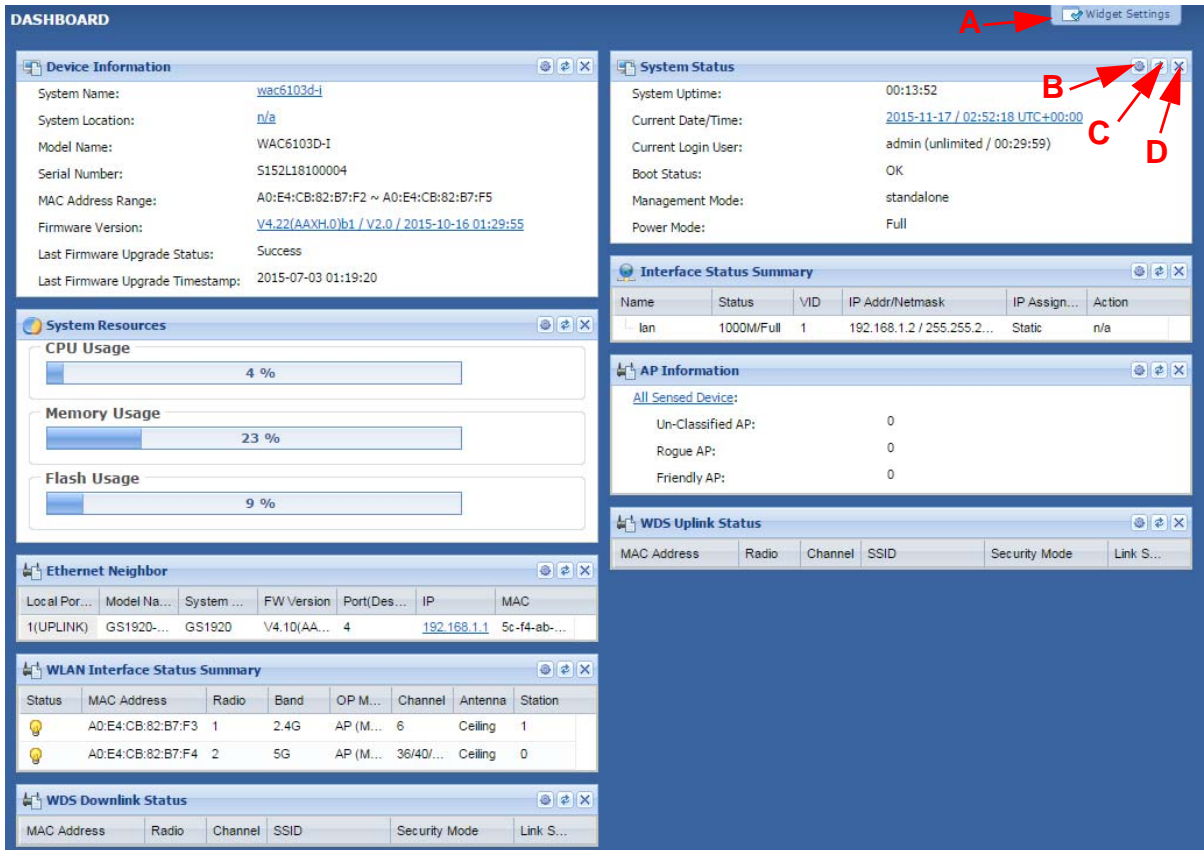 DASHBOARD
A
Widget Settings
Device Information
System Name: wac6103d-i
System Location: n/a
Model Name: WAC6103D-I
Serial Number: S152L18100004
MAC Address Range: A0:E4:CB:82:B7:F2 ~ A0:E4:CB:82:B7:F5
Firmware Version: V4.22(AAXH.0)b1 / V2.0 / 2015-10-16 01:29:55
Last Firmware Upgrade Status: Success
Last Firmware Upgrade Timestamp: 2015-07-03 01:19:20
System Resources
CPU Usage
4 %
Memory Usage
23 %
Flash Usage
9 %
Ethernet Neighbor
Local Por... Model Na... System ... FW Version Port(Des... IP MAC
1(UPLINK) GS1920-... GS1920 V4.10(AA... 4 192.168.1.1 5c-f4-ab-...
WLAN Interface Status Summary
Status MAC Address Radio Band OP M... Channel Antenna Station
A0:E4:CB:82:B7:F3 1 2.4G AP (M... 6 Ceiling 1
A0:E4:CB:82:B7:F4 2 5G AP (M... 36/40/... Ceiling 0
WDS Downlink Status
MAC Address Radio Channel SSID Security Mode Link S...
System Status
B
C
D
System Uptime: 00:13:52
Current Date/Time: 2015-11-17 / 02:52:18 UTC+00:00
Current Login User: admin (unlimited / 00:29:59)
Boot Status: OK
Management Mode: standalone
Power Mode: Full
Interface Status Summary
Name Status VID IP Addr/Netmask IP Assign... Action
lan 1000M/Full 1 192.168.1.2 / 255.255.2... Static n/a
AP Information
All Sensed Device:
Un-Classified AP: 0
Rogue AP: 0
Friendly AP: 0
WDS Uplink Status
MAC Address Radio Channel SSID Security Mode Link S...